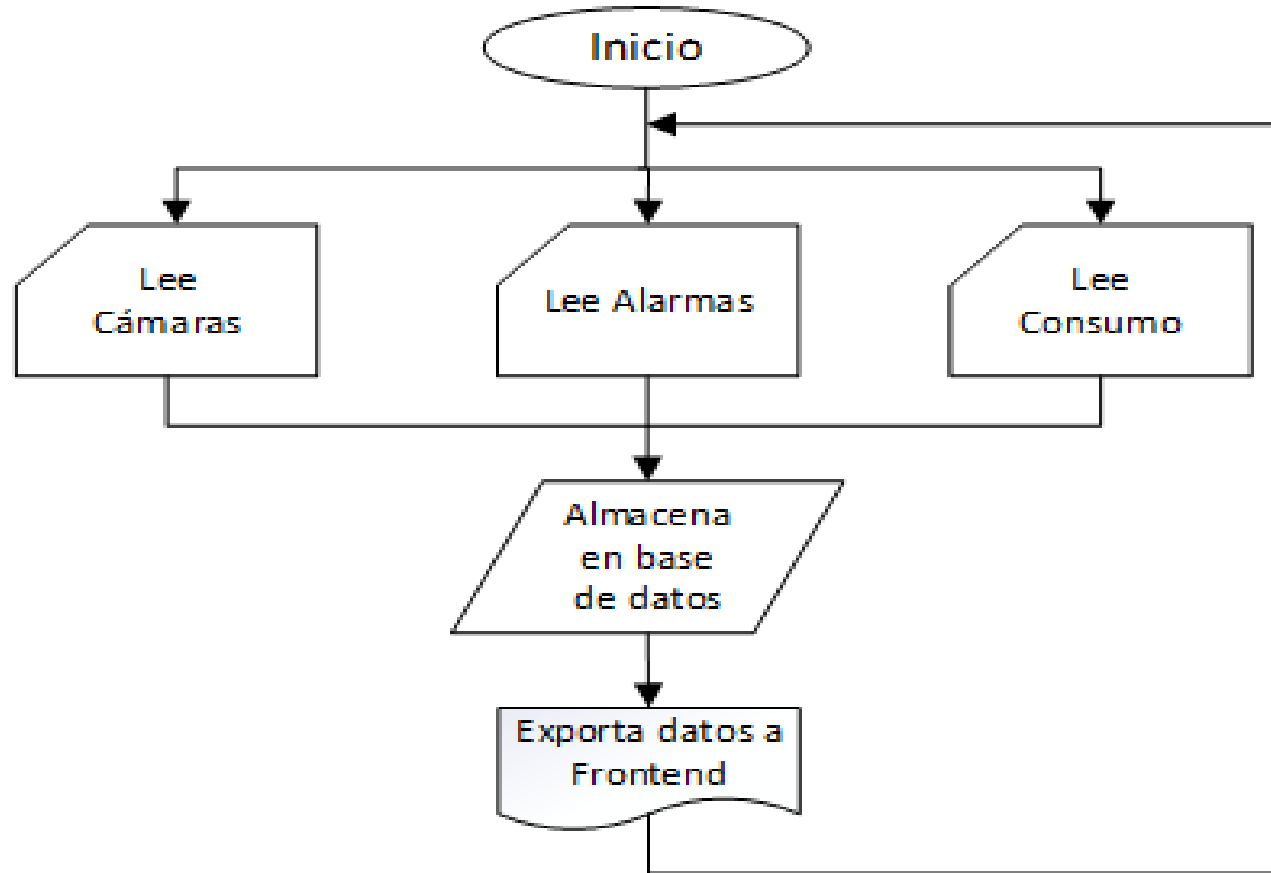 Inicio
Lee
Cámaras
Lee Alarmas
Lee
Consumo
Almacena
en base
de datos
Exporta datos a
Frontend